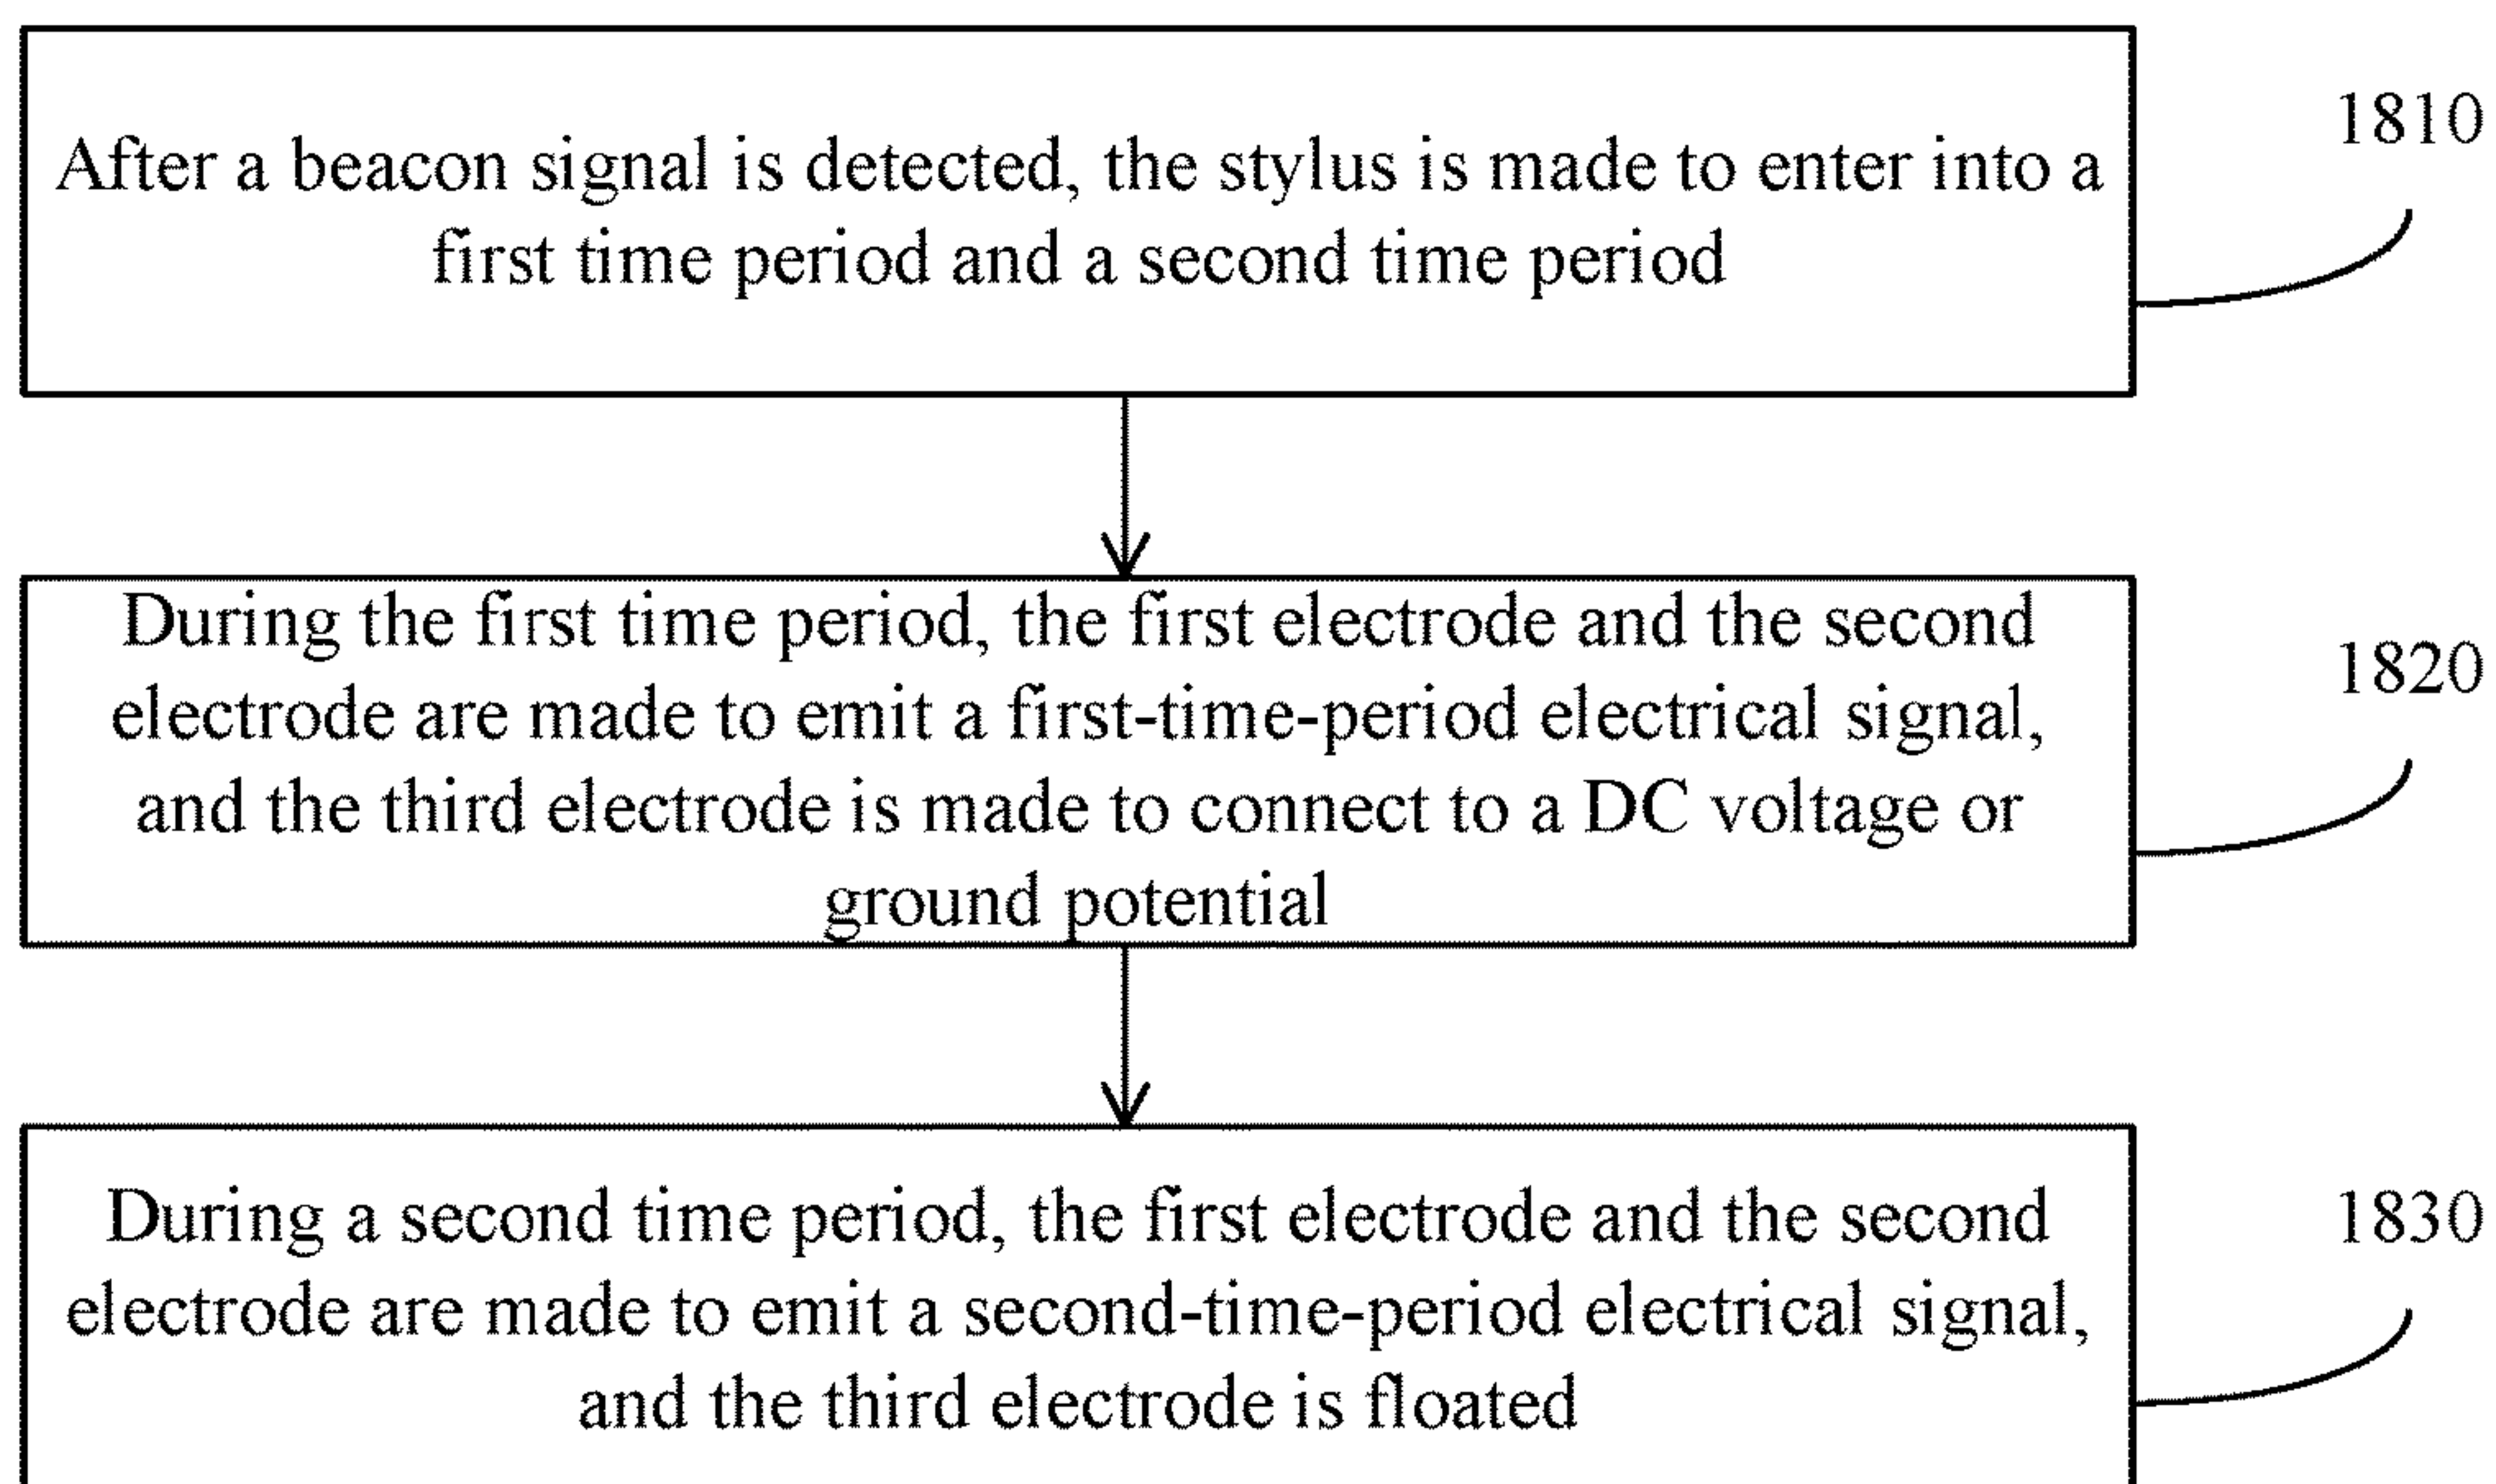 After a beacon signal is detected, the stylus is made to enter into a
first time period and a second time period
1810
During the first time period, the first electrode and the second
electrode are made to emit a first-time-period electrical signal,
and the third electrode is made to connect to a DC voltage or
ground potential
1820
During a second time period, the first electrode and the second
electrode are made to emit a second-time-period electrical signal,
and the third electrode is floated
1830